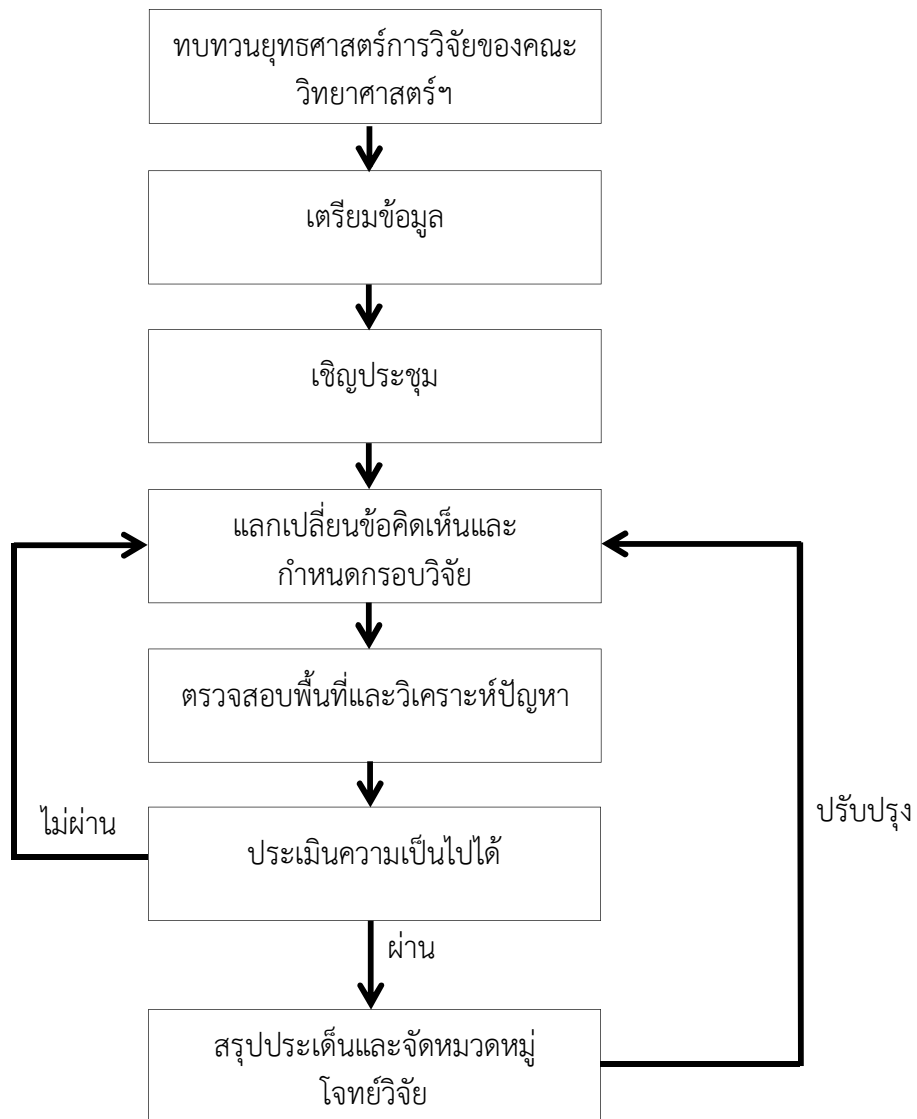 ทบทวนยุทธศาสตร์การวิจัยของคณะ
วิทยาศาสตร์ฯ
เตรียมข้อมูล
เชิญประชุม
แลกเปลี่ยนข้อคิดเห็นและ
กำหนดกรอบวิจัย
ตรวจสอบพื้นที่และวิเคราะห์ปัญหา
ไม่ผ่าน
ปรับปรุง
ประเมินความเป็นไปได้
ผ่าน
สรุปประเด็นและจัดหมวดหมู่
โจทย์วิจัย